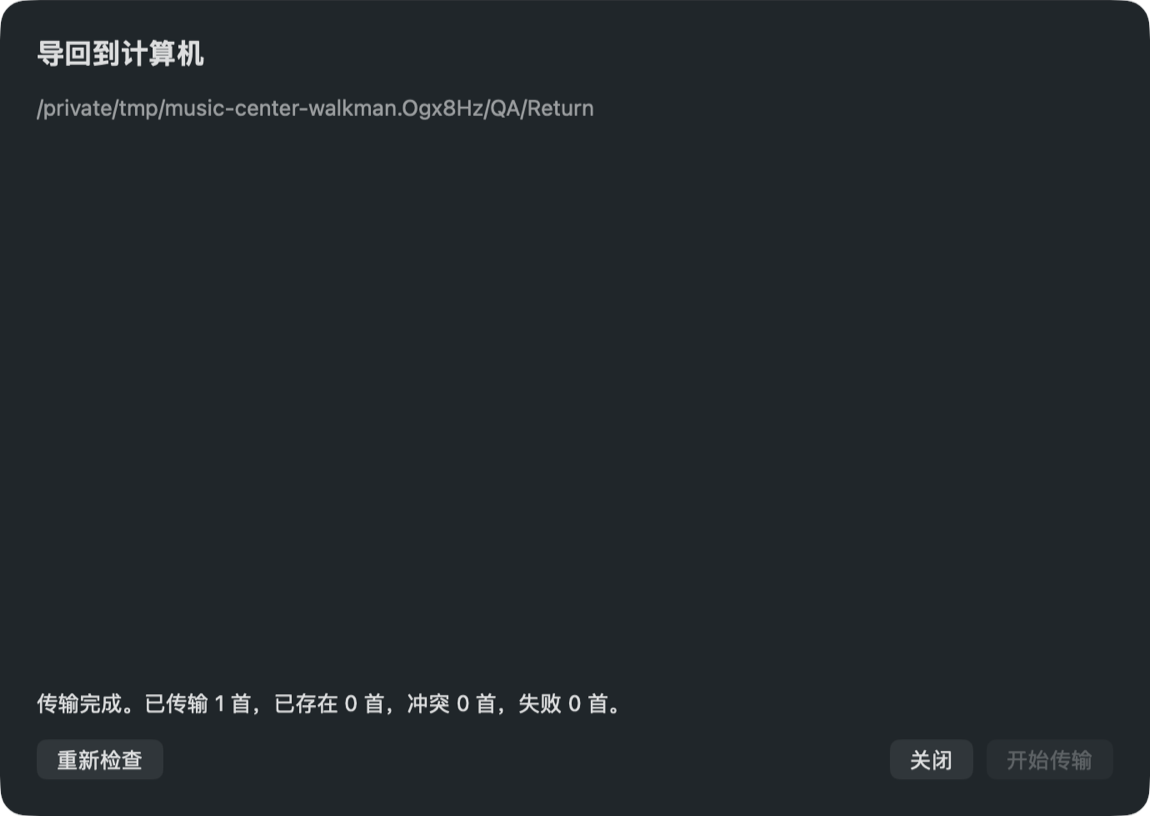 导回到计算机
/private/tmp/music-center-walkman.Ogx8Hz/QA/Return
传输完成。已传输 1 首，已存在 0 首，冲突 0 首，失败 0 首。
重新检查
关闭
开始传输